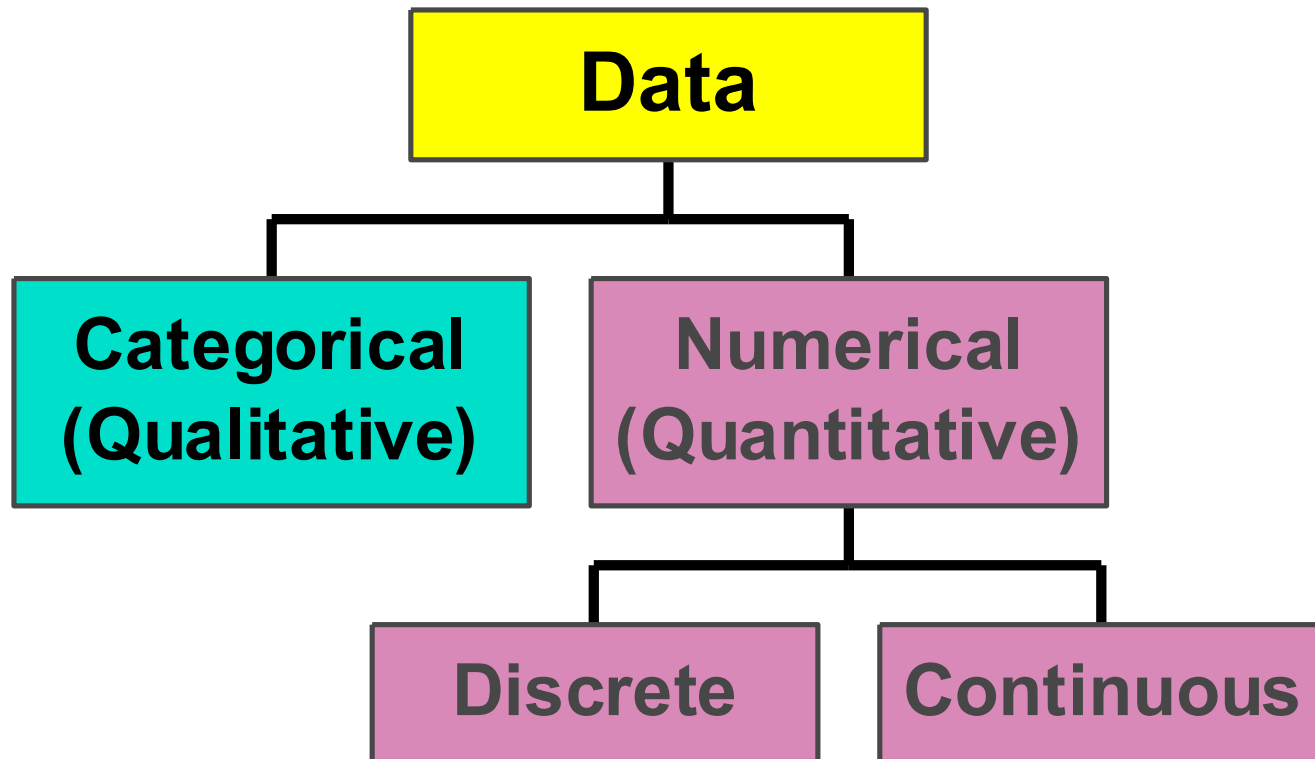 Data
Categorical
(Qualitative)
Numerical
(Quantitative)
Discrete
Continuous